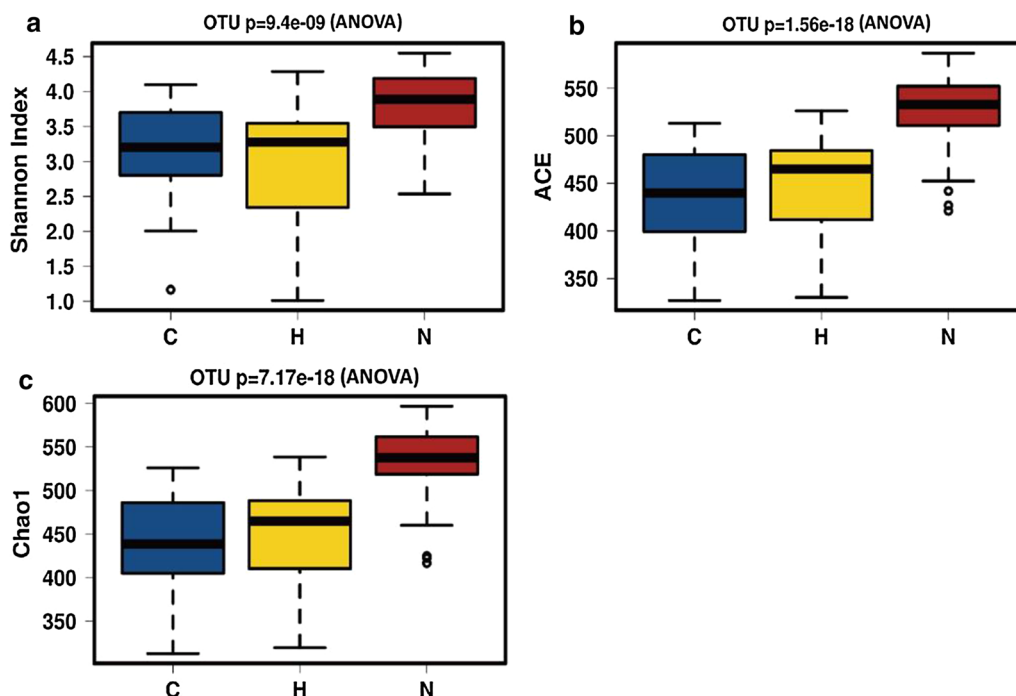 a
OTU p=9.4e-09 (ANOVA)
Shannon Index
4.5
4.0
3.5
3.0
2.5
2.0
1.5
1.0
C H N
b
OTU p=1.56e-18 (ANOVA)
ACE
550
500
450
400
350
C H N
c
OTU p=7.17e-18 (ANOVA)
Chao1
600
550
500
450
400
350
C H N